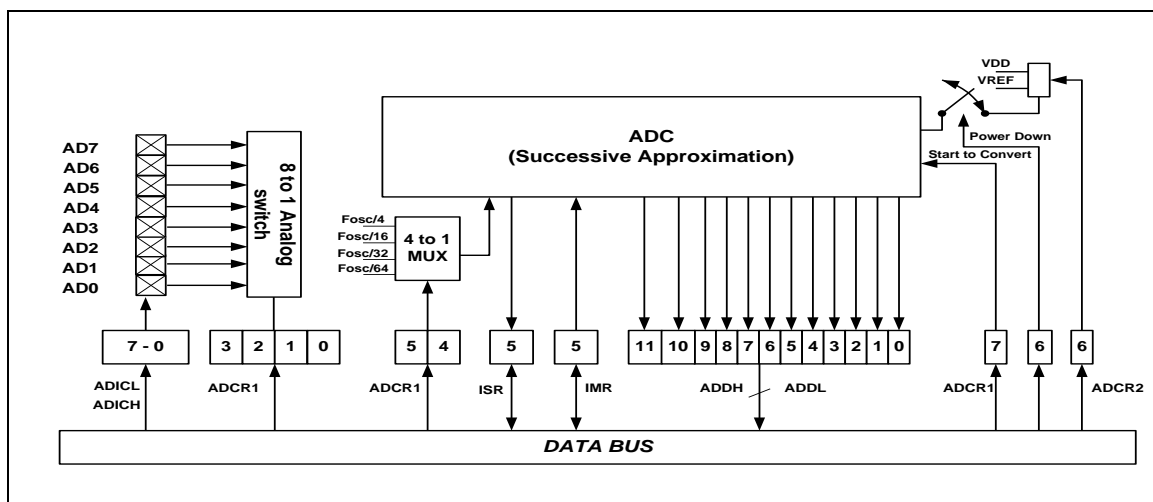 VDD
VREF
ADC
(Successive Approximation)
Power Down
Start to Convert
AD7
AD6
AD5
AD4
AD3
AD2
AD1
AD0
8 to 1 Analog
switch
Fosc/4
Fosc/16
Fosc/32
Fosc/64
4 to 1
MUX
7 - 0
3 2 1 0
5 4
5
5
11 10 9 8 7 6 5 4 3 2 1 0
7
6
6
ADICL
ADICH
ADCR1
ADCR1
ISR
IMR
ADDH
ADDL
ADCR1
ADCR2
DATA BUS